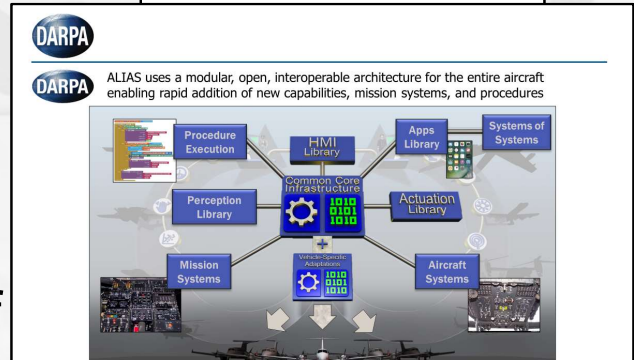 DARPA
DARPA
ALIAS uses a modular, open, interoperable architecture for the entire aircraft
enabling rapid addition of new capabilities, mission systems, and procedures
Procedure
Execution
HMI
Library
Apps
Library
Systems of
Systems
Common Core
Infrastructure
1010
0101
1010
Perception
Library
Actuation
Library
+
Vehicle-Specific
Adaptations
1010
0101
1010
Mission
Systems
Aircraft
Systems